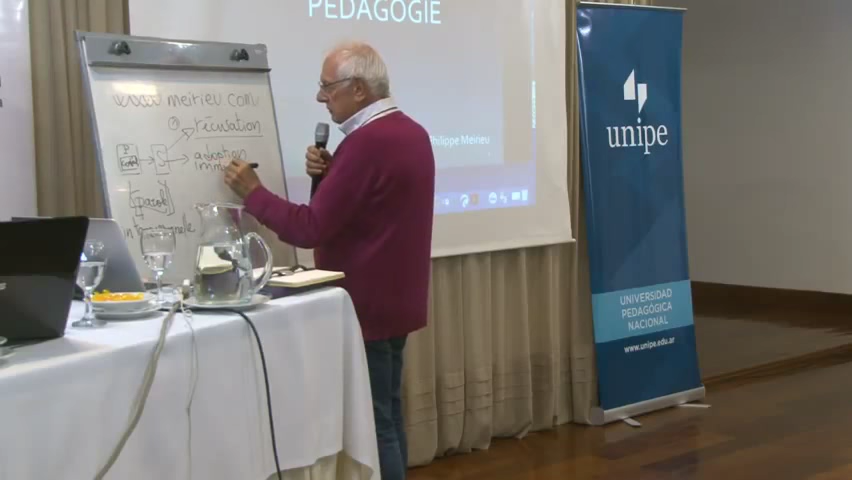 PEDAGOGIE
Philippe Meirieu
www.meirieu.com
récusation
adoption
P
S
unipe
UNIVERSIDAD
PEDAGÓGICA
NACIONAL
www.unipe.edu.ar